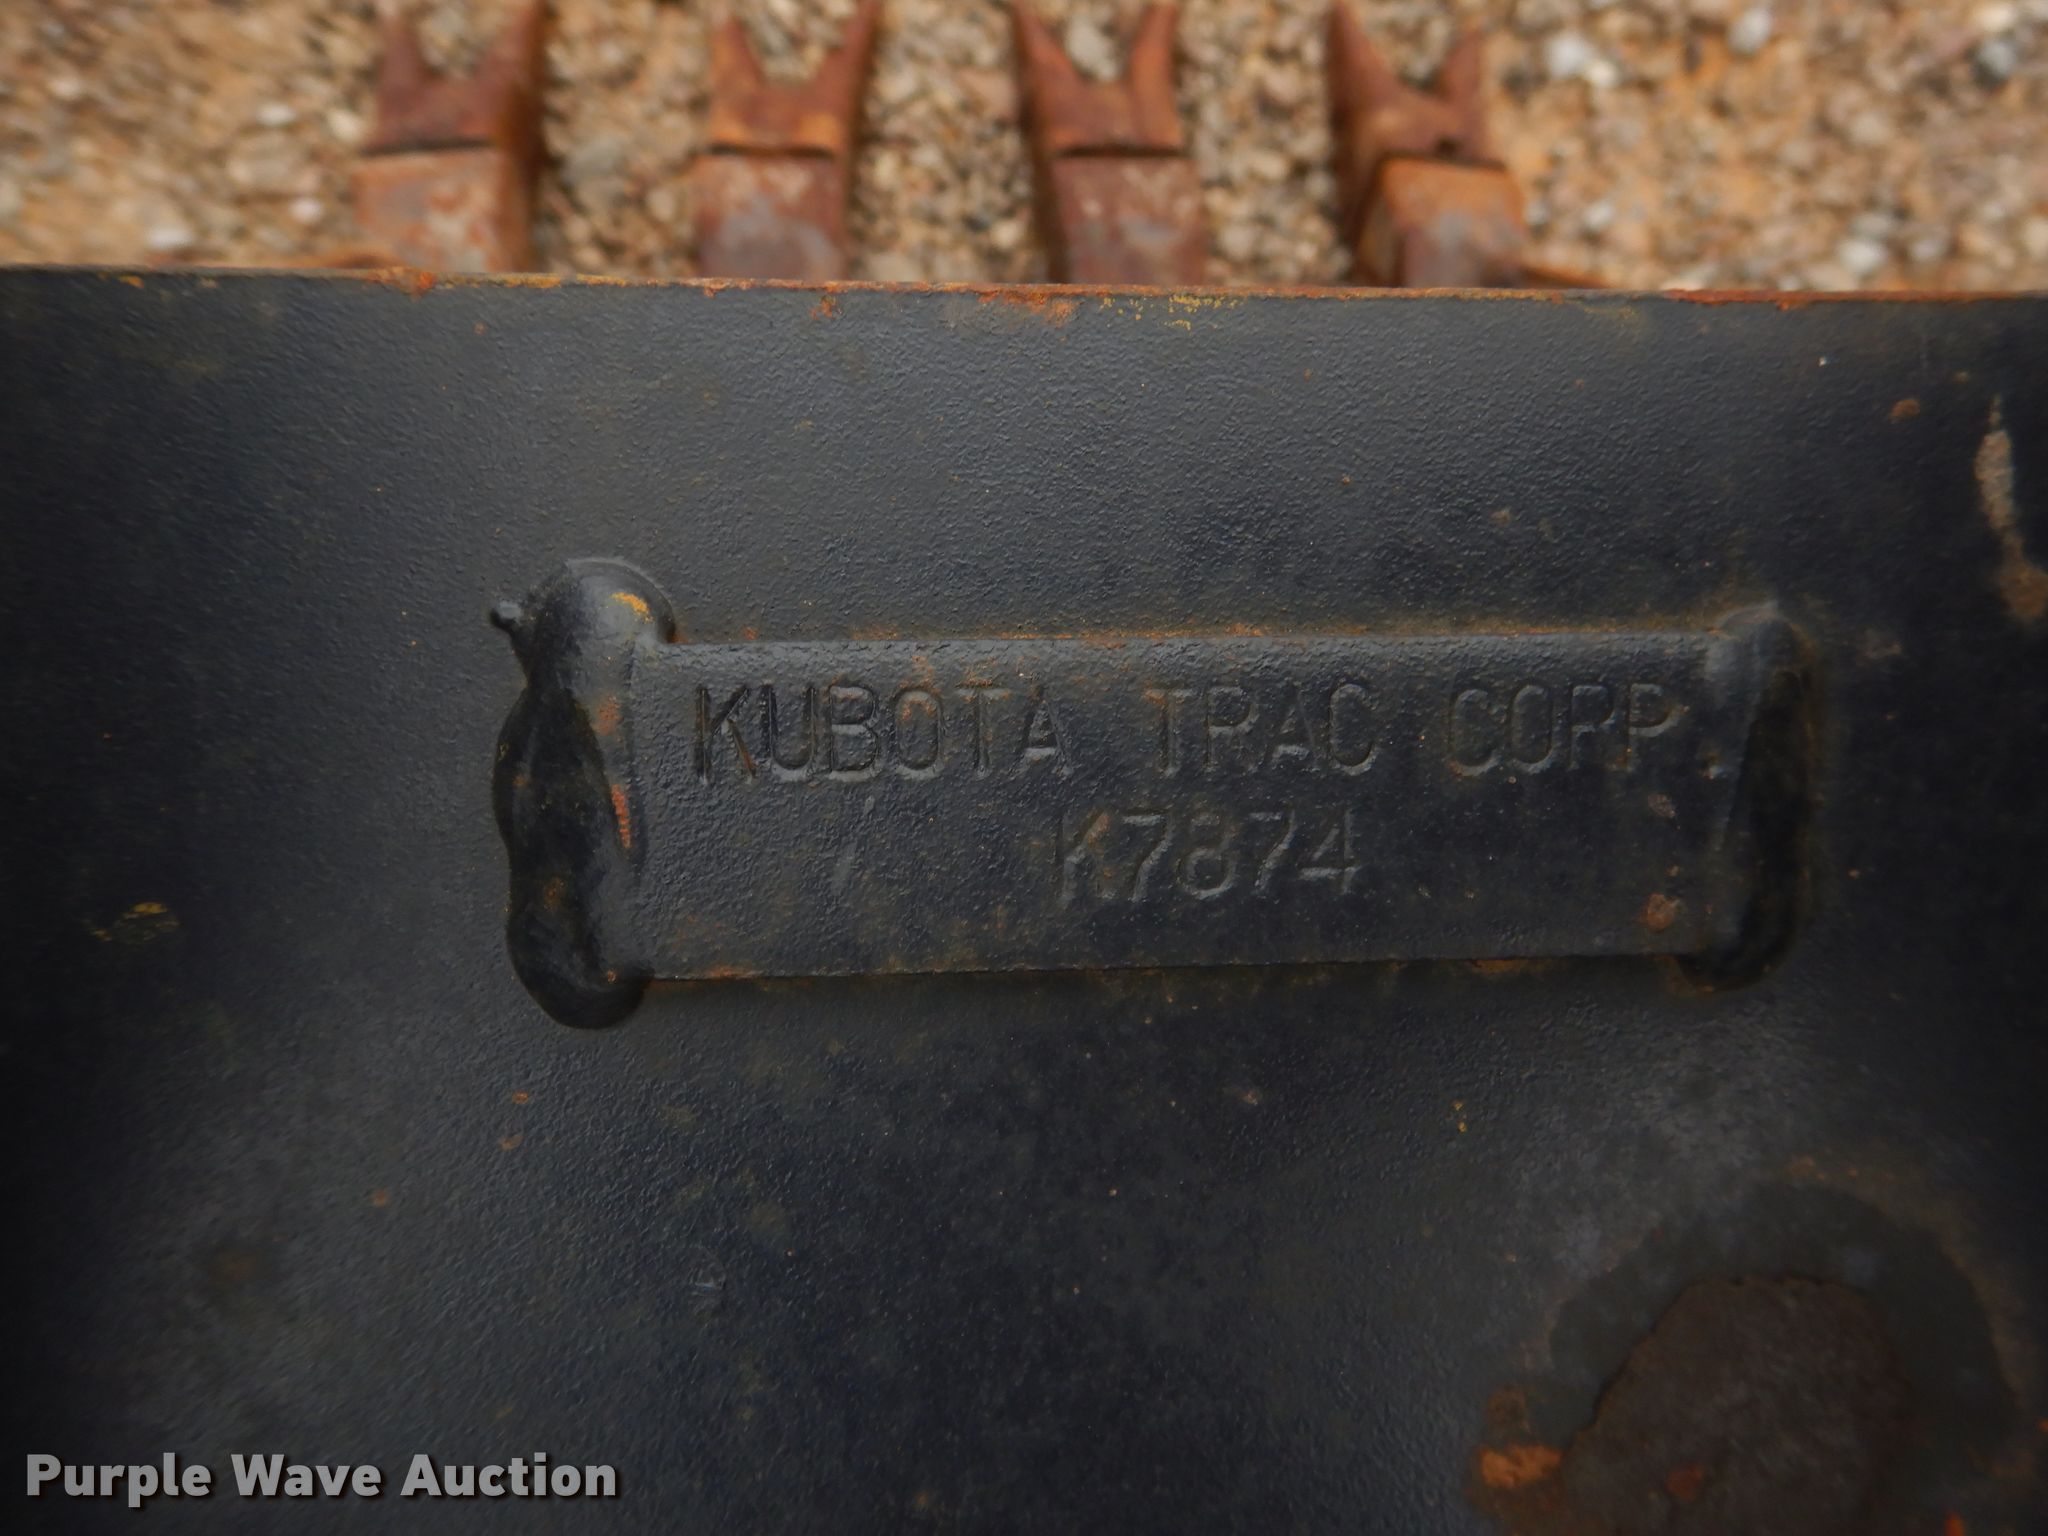 KUBOTA TRAC CORP.
K7874
Purple Wave Auction